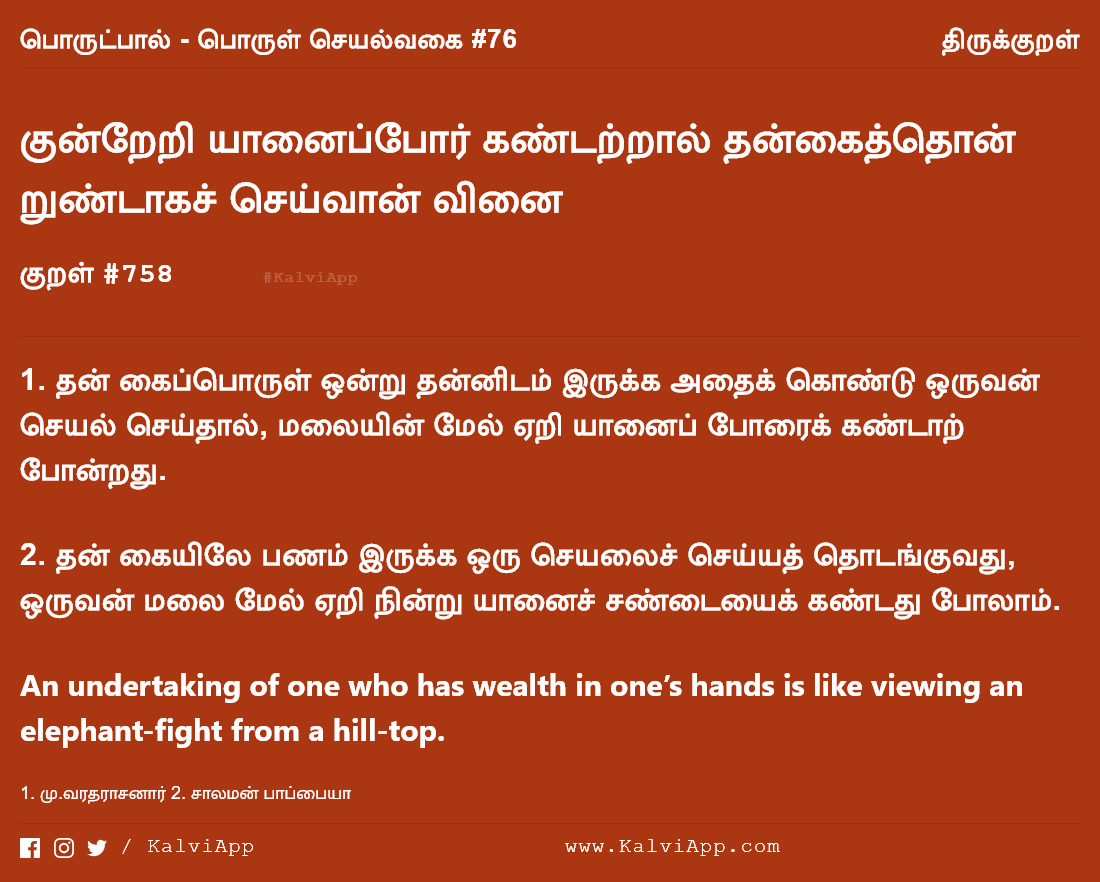 பொருட்பால் - பொருள் செயல்வகை #76 திருக்குறள்
குன்றேறி யானைப்போர் கண்டற்றால் தன்கைத்தொன்
றுண்டாகச் செய்வான் வினை
குறள் #758 #KalviApp
1. தன் கைப்பொருள் ஒன்று தன்னிடம் இருக்க அதைக் கொண்டு ஒருவன்
செயல் செய்தால், மலையின் மேல் ஏறி யானைப் போரைக் கண்டாற்
போன்றது.
2. தன் கையிலே பணம் இருக்க ஒரு செயலைச் செய்யத் தொடங்குவது,
ஒருவன் மலை மேல் ஏறி நின்று யானைச் சண்டையைக் கண்டது போலாம்.
An undertaking of one who has wealth in one’s hands is like viewing an
elephant-fight from a hill-top.
1. மு.வரதராசனார் 2. சாலமன் பாப்பையா
/ KalviApp www.KalviApp.com